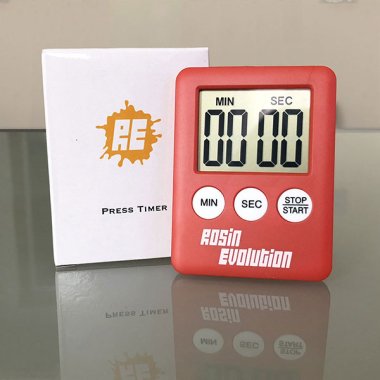 RE
PRESS TIMER
MIN SEC
00 00
MIN SEC STOP START
Rosin
Evolution